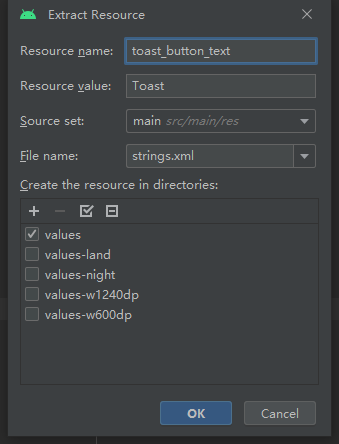 Extract Resource
Resource name: toast_button_text
Resource value: Toast
Source set: main src/main/res
File name: strings.xml
Create the resource in directories:
values
values-land
values-night
values-w1240dp
values-w600dp
OK Cancel